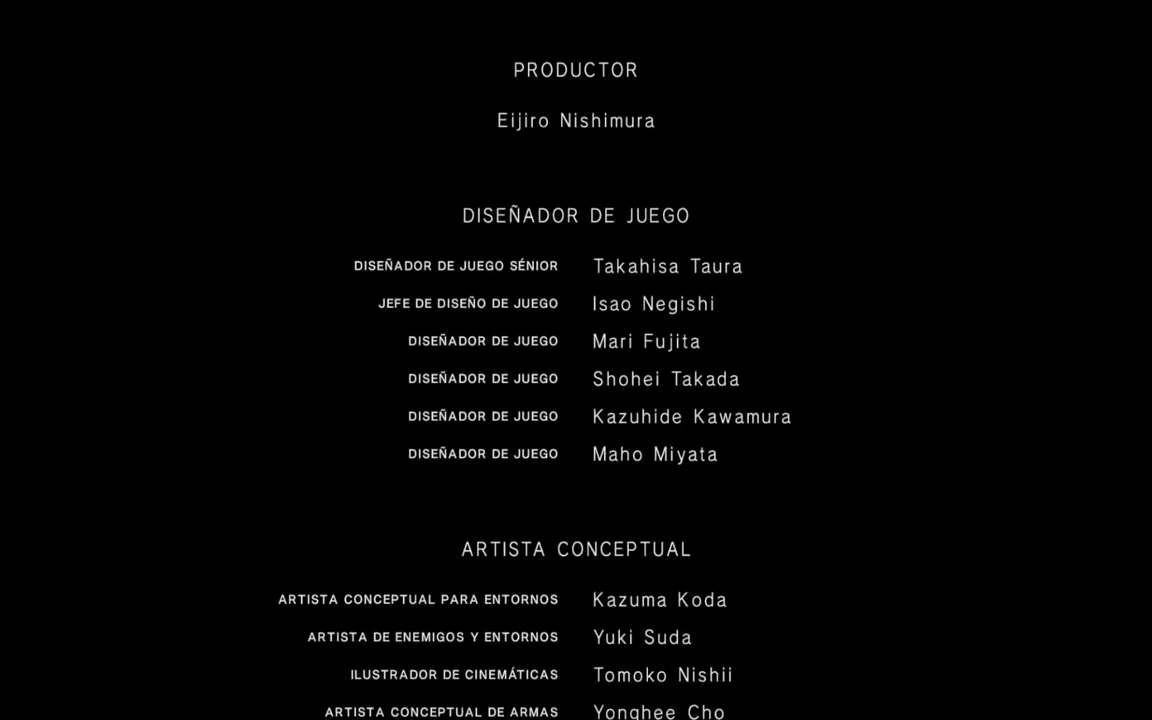 PRODUCTOR
Eijiro Nishimura
DISEÑADOR DE JUEGO
DISEÑADOR DE JUEGO SÉNIOR Takahisa Taura
JEFE DE DISEÑO DE JUEGO Isao Negishi
DISEÑADOR DE JUEGO Mari Fujita
DISEÑADOR DE JUEGO Shohei Takada
DISEÑADOR DE JUEGO Kazuhide Kawamura
DISEÑADOR DE JUEGO Maho Miyata
ARTISTA CONCEPTUAL
ARTISTA CONCEPTUAL PARA ENTORNOS Kazuma Koda
ARTISTA DE ENEMIGOS Y ENTORNOS Yuki Suda
ILUSTRADOR DE CINEMÁTICAS Tomoko Nishii
ARTISTA CONCEPTUAL DE ARMAS Yonghee Cho